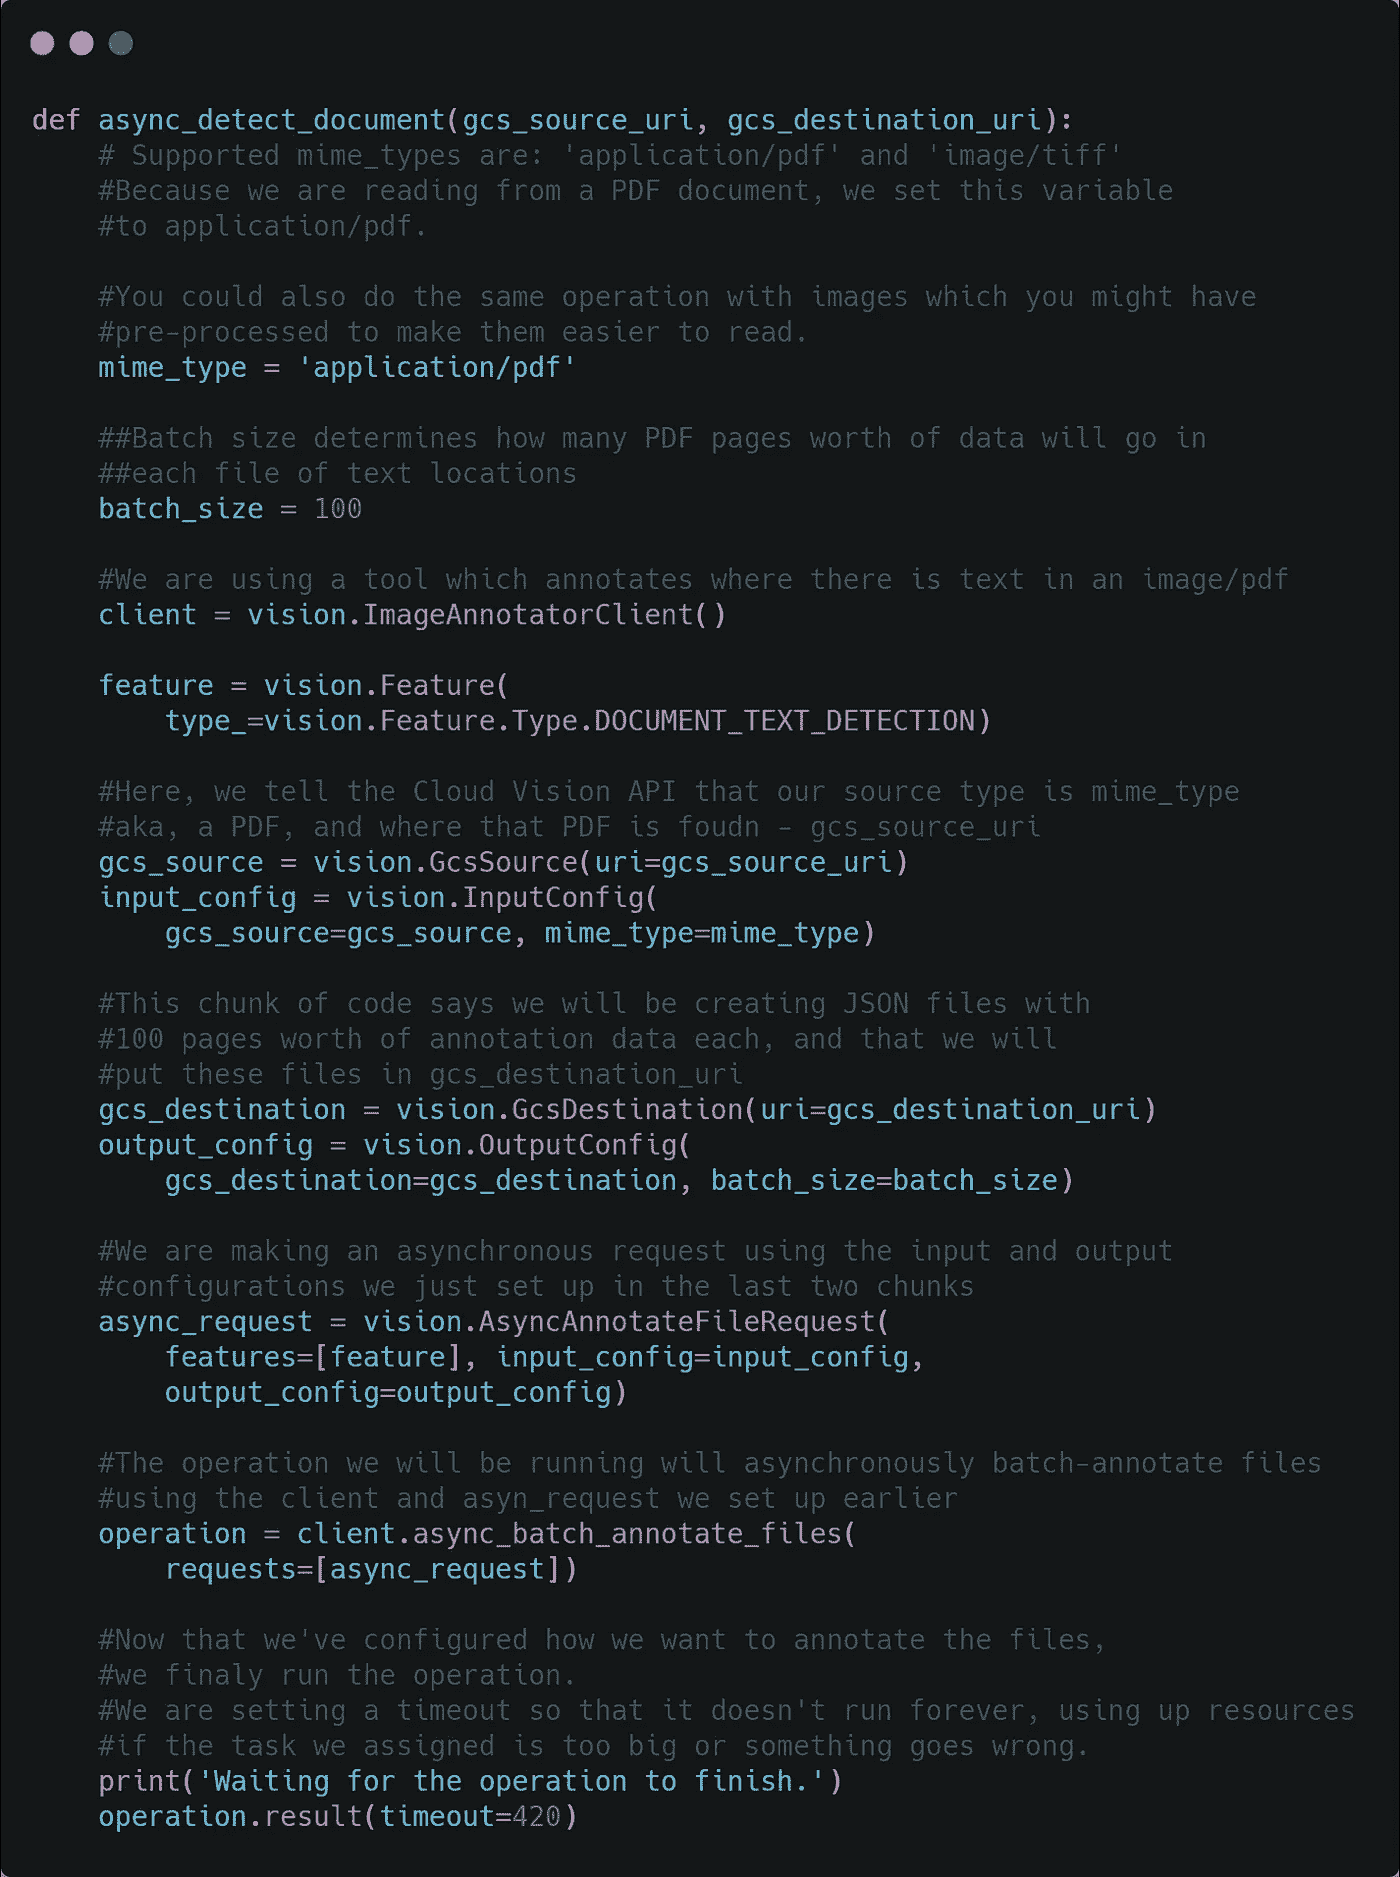 def async_detect_document(gcs_source_uri, gcs_destination_uri):
    # Supported mime_types are: 'application/pdf' and 'image/tiff'
    #Because we are reading from a PDF document, we set this variable
    #to application/pdf.

    #You could also do the same operation with images which you might have
    #pre-processed to make them easier to read.
    mime_type = 'application/pdf'

    ##Batch size determines how many PDF pages worth of data will go in
    ##each file of text locations
    batch_size = 100

    #We are using a tool which annotates where there is text in an image/pdf
    client = vision.ImageAnnotatorClient()

    feature = vision.Feature(
        type_=vision.Feature.Type.DOCUMENT_TEXT_DETECTION)

    #Here, we tell the Cloud Vision API that our source type is mime_type
    #aka, a PDF, and where that PDF is foudn - gcs_source_uri
    gcs_source = vision.GcsSource(uri=gcs_source_uri)
    input_config = vision.InputConfig(
        gcs_source=gcs_source, mime_type=mime_type)

    #This chunk of code says we will be creating JSON files with
    #100 pages worth of annotation data each, and that we will
    #put these files in gcs_destination_uri
    gcs_destination = vision.GcsDestination(uri=gcs_destination_uri)
    output_config = vision.OutputConfig(
        gcs_destination=gcs_destination, batch_size=batch_size)

    #We are making an asynchronous request using the input and output
    #configurations we just set up in the last two chunks
    async_request = vision.AsyncAnnotateFileRequest(
        features=[feature], input_config=input_config,
        output_config=output_config)

    #The operation we will be running will asynchronously batch-annotate files
    #using the client and asyn_request we set up earlier
    operation = client.async_batch_annotate_files(
        requests=[async_request])

    #Now that we've configured how we want to annotate the files,
    #we finaly run the operation.
    #We are setting a timeout so that it doesn't run forever, using up resources
    #if the task we assigned is too big or something goes wrong.
    print('Waiting for the operation to finish.')
    operation.result(timeout=420)